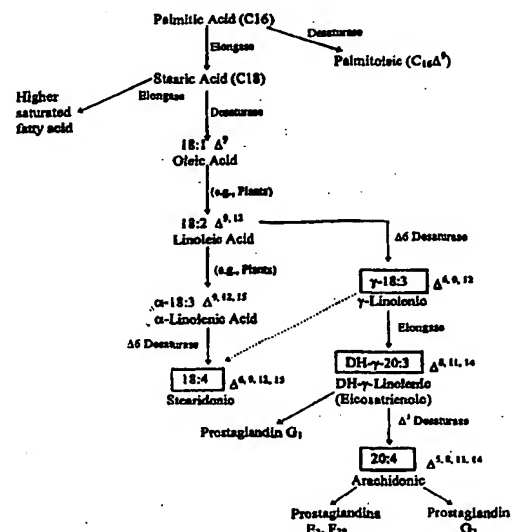 Palmitic Acid (C16)
Desaturase
Elongase
Palmitoleic (C16Δ9)
Stearic Acid (C18)
Elongase
Higher
saturated
fatty acid
Desaturase
18:1 Δ9
Oleic Acid
(e.g., Plants)
18:2 Δ9, 12
Linoleic Acid
Δ6 Desaturase
(e.g., Plants)
γ-18:3 Δ6, 9, 12
γ-Linolenic
α-18:3 Δ9, 12, 15
α-Linolenic Acid
Elongase
Δ6 Desaturase
DH-γ-20:3 Δ8, 11, 14
DH-γ-Linolenic
(Eicosatrienoic)
18:4 Δ6, 9, 12, 15
Stearidonic
Δ5 Desaturase
Prostaglandin G1
20:4 Δ5, 8, 11, 14
Arachidonic
Prostaglandins
Prostaglandin